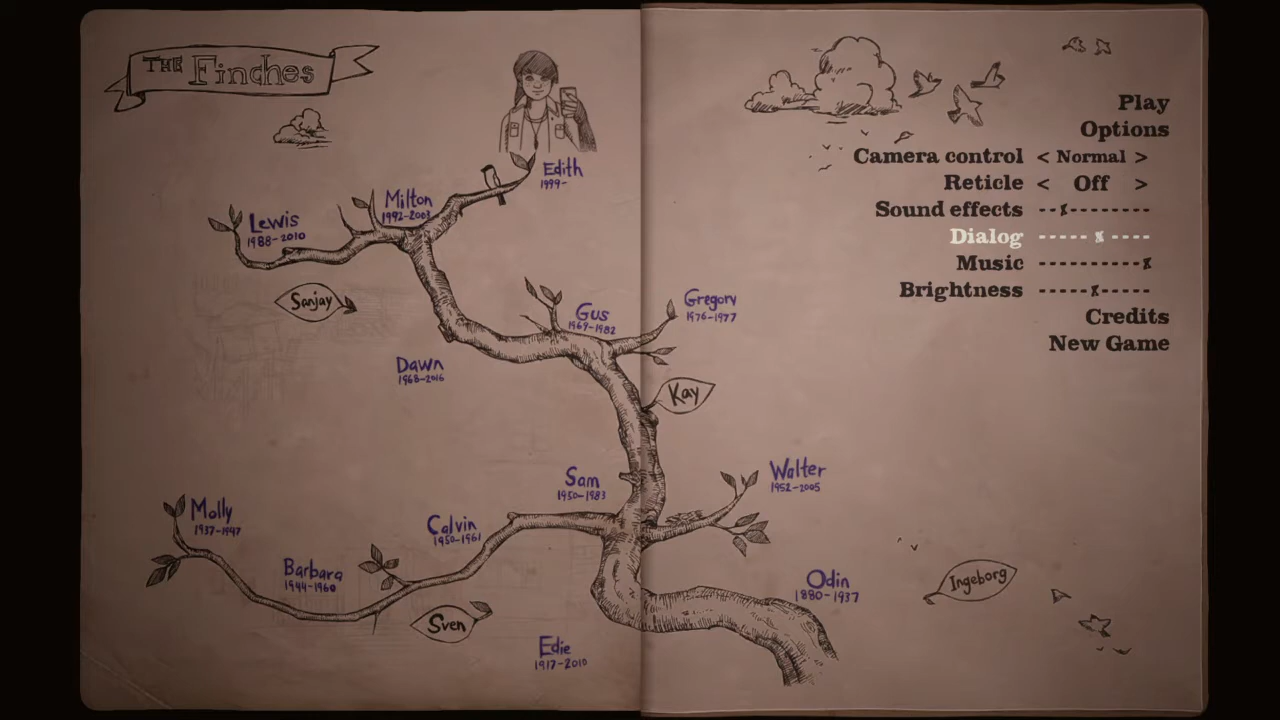 THE Finches
Edith
1999-
Milton
1992-2003
Lewis
1988-2010
Sanjay
Gus
1969-1982
Gregory
1976-1977
Dawn
1968-2016
Kay
Sam
1950-1983
Walter
1952-2005
Molly
1937-1947
Calvin
1950-1961
Barbara
1944-1960
Sven
Odin
1880-1937
Ingeborg
Edie
1917-2010
Play
Options
Camera control < Normal >
Reticle < Off >
Sound effects --x--------
Dialog -----x----
Music ----------x
Brightness -----x-----
Credits
New Game